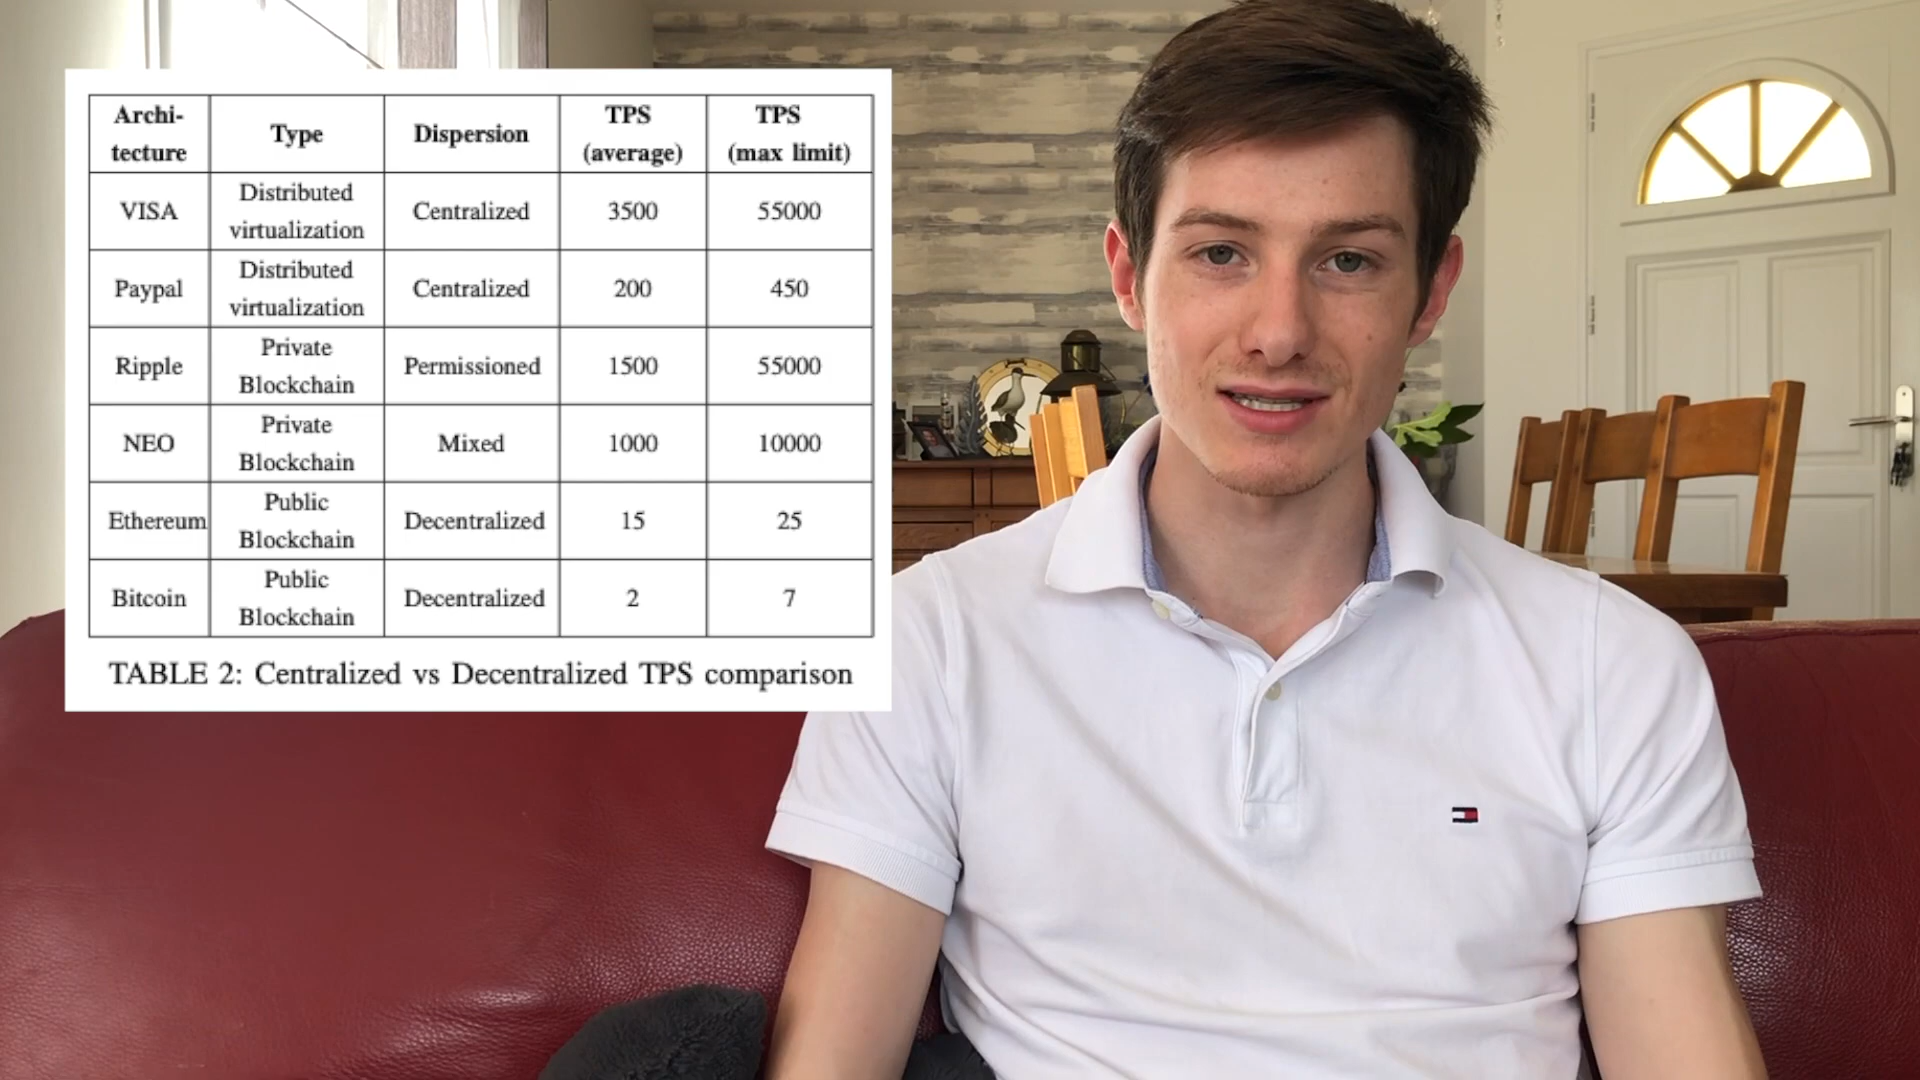 Archi-
tecture
Type
Dispersion
TPS
(average)
TPS
(max limit)
VISA
Distributed
virtualization
Centralized
3500
55000
Paypal
Distributed
virtualization
Centralized
200
450
Ripple
Private
Blockchain
Permissioned
1500
55000
NEO
Private
Blockchain
Mixed
1000
10000
Ethereum
Public
Blockchain
Decentralized
15
25
Bitcoin
Public
Blockchain
Decentralized
2
7
TABLE 2: Centralized vs Decentralized TPS comparison